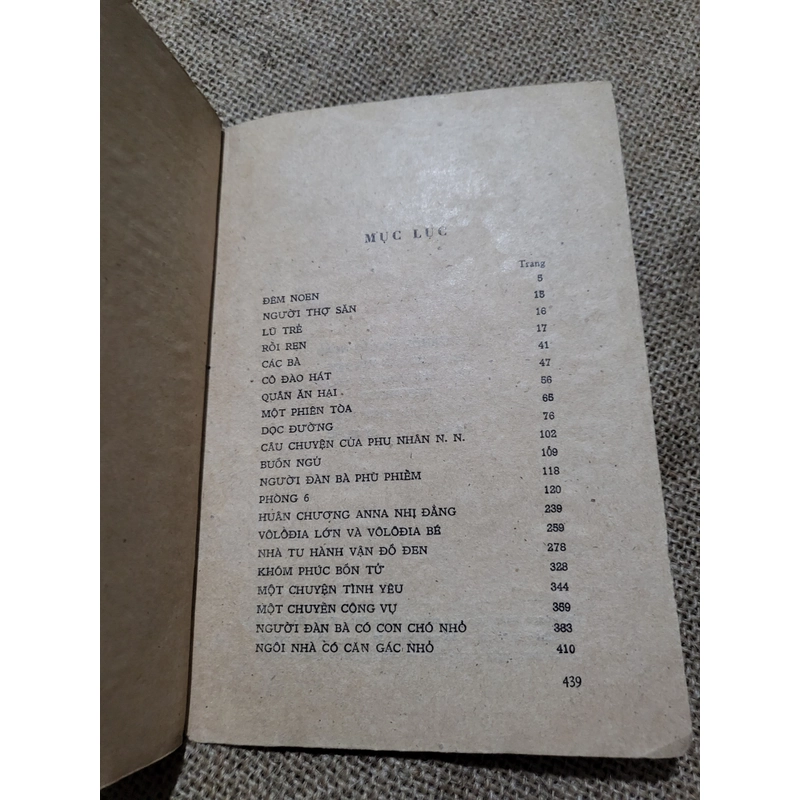 MỤC LỤC
Trang
ĐÊM NOEN 5
NGƯỜI THỢ SĂN 15
LŨ TRẺ 16
RỐI REN 17
CÁC BÀ 41
CÔ ĐÀO HÁT 47
QUÂN ĂN HẠI 56
MỘT PHIÊN TÒA 65
DỌC ĐƯỜNG 76
CÂU CHUYỆN CỦA PHU NHÂN N. N. 102
BUỒN NGỦ 109
NGƯỜI ĐÀN BÀ PHÙ PHIẾM 118
PHÒNG 6 120
HUÂN CHƯƠNG ANNA NHỊ ĐẲNG 239
VÔLÔĐIA LỚN VÀ VÔLÔĐIA BÉ 259
NHÀ TU HÀNH VẬN ĐỒ ĐEN 278
KHÓM PHÚC BỒN TỬ 328
MỘT CHUYỆN TÌNH YÊU 344
MỘT CHUYẾN CÔNG VỤ 359
NGƯỜI ĐÀN BÀ CÓ CON CHÓ NHỎ 383
NGÔI NHÀ CÓ CĂN GÁC NHỎ 410
439